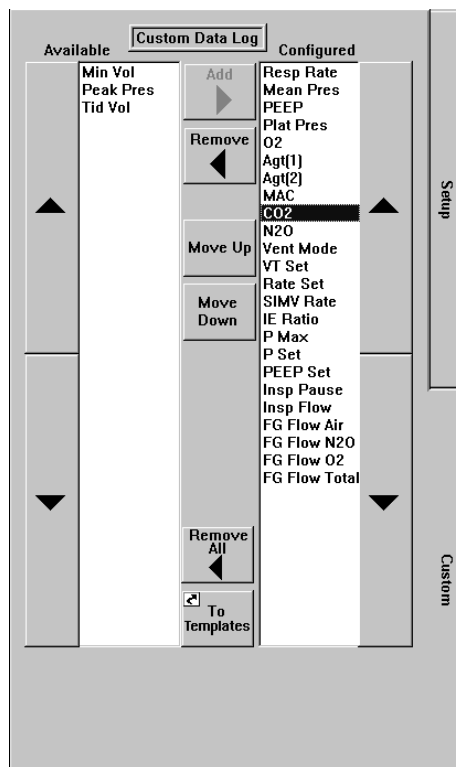 Custom Data Log
Available
Configured
Min Vol
Peak Pres
Tid Vol
Add
Remove
Move Up
Move
Down
Remove
All
To
Templates
Resp Rate
Mean Pres
PEEP
Plat Pres
O2
Agt(1)
Agt(2)
MAC
CO2
N2O
Vent Mode
VT Set
Rate Set
SIMV Rate
IE Ratio
P Max
P Set
PEEP Set
Insp Pause
Insp Flow
FG Flow Air
FG Flow N2O
FG Flow O2
FG Flow Total
Setup
Custom